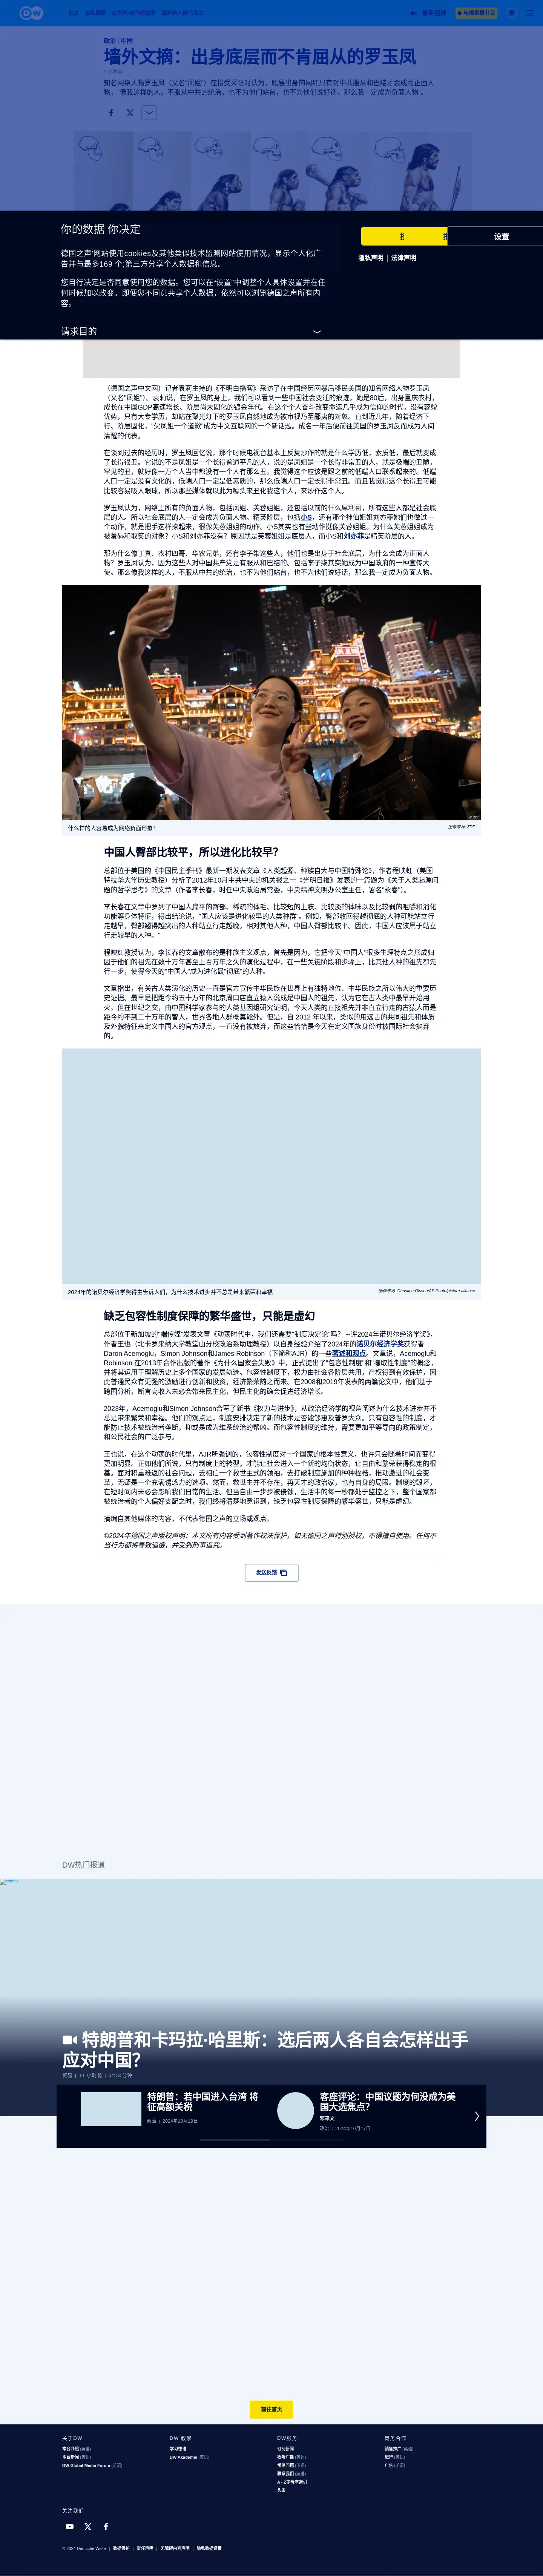 DW
最新视频
电视直播节目
政治 | 中国
墙外文摘：出身底层而不肯屈从的罗玉凤
2 小时前
知名网络人物罗玉凤（又名"凤姐"）在接受采访时认为，底层出身的网红只有对中共服从和巴结才会成为正面人
物。"像我这样的人，不服从中共的统治，也不为他们站台，也不为他们说好话，那么我一定成为负面人物"。
你的数据 你决定
德国之声'网站使用cookies及其他类似技术监测网站使用情况，显示个人化广
告并与最多169 个;第三方分享个人数据和信息。
您自行决定是否同意使用您的数据。您可以在"设置"中调整个人具体设置并在任
何时候加以改变。即便您不同意共享个人数据，依然可以浏览德国之声所有内
容。
设置
隐私声明 | 法律声明
请求目的
（德国之声中文网）记者袁莉主持的《不明白播客》采访了在中国经历网暴后移民美国的知名网络人物罗玉凤
（又名"凤姐"）。袁莉说，在罗玉凤的身上，我们可以看到一些中国社会变迁的痕迹。她是80后，出身重庆农村，
成长在中国GDP高速增长、阶层尚未固化的镀金年代。在这个个人奋斗改变命运几乎成为信仰的时代，没有容貌
优势，只有大专学历，却站在聚光灯下的罗玉凤自然地成为被审视乃至鄙夷的对象。直到最近几年，随着经济下
行、阶层固化，"欠凤姐一个道歉"成为中文互联网的一个新话题。成名一年后便前往美国的罗玉凤反而成为人间
清醒的代表。
在谈到过去的经历时，罗玉凤回忆说，那个时候电视台基本上反复炒作的就是什么学历低，素质低，最后就变成
了长得很丑。它说的不是凤姐是一个长得普通平凡的人，说的是凤姐是一个长得非常丑的人，就是极端的丑陋，
罕见的丑，就好像一万个人当中都没有一个人有那么丑。我觉得这个应该是跟之前的低端人口联系起来的。低端
人口一定是没有文化的，低端人口一定是低素质的，那么低端人口一定是长得非常难看的。我觉得长得非常丑可能
比较容易吸人眼球，所以那些媒体就以此为噱头来丑化我这个人，来炒作这个人。
罗玉凤认为，网络上所有的负面人物，包括凤姐、芙蓉姐姐，还包括以前的什么犀利哥，所有这些人都是社会底
层的人。所以社会底层的人一定会成为负面人物。精英阶层，包括小S，还有那个神仙姐姐刘亦菲她们也做过一
个动作，就是把手这样撩起来，很像芙蓉姐姐的动作。小S其实也有些动作挺像芙蓉姐姐。为什么芙蓉姐姐成为
被羞辱和取笑的对象？小S和刘亦菲没有？原因就是芙蓉姐姐是底层人，而小S和刘亦菲是精英阶层的人。
那为什么像丁真、农村四哥、华农兄弟，还有李子柒这些人，他们也是出身于社会底层，为什么会成为正面人
物？罗玉凤认为，因为这些人对中国共产党是有服从和巴结的。包括李子柒其实她成为中国政府的一种宣传大
使。那么像我这样的人，不服从中共的统治，也不为他们站台，也不为他们说好话，那么我一定成为负面人物。
什么样的人容易成为网络负面形象？
图像来源: ZDF
中国人臀部比较平，所以进化比较早？
总部位于美国的《中国民主季刊》最新一期发表文章《人类起源、种族自大与中国特殊论》，作者程映虹（美国
特拉华大学历史教授）分析了2012年10月中共中央的机关报之一《光明日报》发表的一篇题为《关于人类起源问
题的哲学思考》的文章（作者李长春，时任中央政治局常委，中央精神文明办公室主任，署名"永春"）。
李长春在文章中罗列了中国人扁平的臀部、稀疏的体毛、比较短的上肢、比较淡的体味以及比较弱的咀嚼和消化
功能等身体特征，得出结论说，"国人应该是进化较早的人类种群"。例如，臀部收回得越彻底的人种可能站立行
走越早，臀部翘得越突出的人种站立行走越晚。相对其他人种，中国人臀部比较平。因此，中国人应该属于站立
行走较早的人种。"
程映虹教授认为，李长春的文章散布的是种族主义观点，首先是因为，它把今天"中国人"很多生理特点之形成归
因于他们的祖先在数十万年甚至上百万年之久的演化过程中，在一些关键阶段和步骤上，比其他人种的祖先都先
行一步，使得今天的"中国人"成为进化最"彻底"的人种。
文章指出，有关古人类演化的历史一直是官方宣传中华民族在世界上有独特地位、中华民族之所以伟大的重要历
史证据。最早是把距今约五十万年的北京周口店直立猿人说成是中国人的祖先，认为它在古人类中最早开始用
火。但在世纪之交，由中国科学家参与的人类基因组研究证明，今天人类的直接祖先并非直立行走的古猿人而是
距今约不到二十万年的智人，世界各地人群概莫能外。但是，自 2012 年以来，类似的用远古的共同祖先和体质
及外貌特征来定义中国人的官方观点，一直没有被放弃，而这些恰恰是今天在定义国族身份时被国际社会抛弃
的。
2024年的诺贝尔经济学奖得主告诉人们，为什么技术进步并不总是带来繁荣和幸福
图像来源: Christine Olsson/AP Photo/picture alliance
缺乏包容性制度保障的繁华盛世，只能是虚幻
总部位于新加坡的"端传媒"发表文章《动荡时代中，我们还需要"制度决定论"吗？ --评2024年诺贝尔经济学奖》，
作者王也（北卡罗来纳大学教堂山分校政治系助理教授）以自身经验介绍了2024年的诺贝尔经济学奖获得者
Daron Acemoglu，Simon Johnson和James Robinson（下简称AJR）的一些著述和观点。文章说，Acemoglu和
Robinson 在2013年合作出版的著作《为什么国家会失败》中，正式提出了"包容性制度"和"攫取性制度"的概念，
并将其运用于理解历史上多个国家的发展轨迹。包容性制度下，权力由社会各阶层共用，产权得到有效保护，因
此普通民众有更强的激励进行创新和投资，经济繁荣随之而来。在2008和2019年发表的两篇论文中，他们基于
跨国分析，断言高收入未必会带来民主化，但民主化的确会促进经济增长。
2023年，Acemoglu和Simon Johnson合写了新书《权力与进步》，从政治经济学的视角阐述为什么技术进步并不
总是带来繁荣和幸福。他们的观点是，制度安排决定了新的技术是否能够惠及普罗大众。只有包容性的制度，才
能防止技术被统治者垄断，抑或是成为维系统治的帮凶。而包容性制度的维持，需要更加平等导向的政策制定，
和公民社会的广泛参与。
王也说，在这个动荡的时代里，AJR所强调的，包容性制度对一个国家的根本性意义，也许只会随着时间而变得
更加明显。正如他们所说，只有制度上的转型，才能让社会进入一个新的均衡状态，让自由和繁荣获得稳定的根
基。面对积重难返的社会问题，去相信一个救世主式的领袖，去打破制度施加的种种桎梏，推动激进的社会变
革，无疑是一个充满诱惑力的选项。然而，救世主并不存在，再天才的政治家，也有自身的局限。制度的毁坏，
在短时间内未必会影响我们日常的生活。但当自由一步步被侵蚀，生活中的每一秒都处于监控之下，整个国家都
被统治者的个人偏好支配之时，我们终将清楚地意识到，缺乏包容性制度保障的繁华盛世，只能是虚幻。
摘编自其他媒体的内容，不代表德国之声的立场或观点。
©2024年德国之声版权声明：本文所有内容受到著作权法保护，如无德国之声特别授权，不得擅自使用。任何不
当行为都将导致追偿，并受到刑事追究。
发送反馈
DW热门报道
特朗普和卡玛拉·哈里斯：选后两人各自会怎样出手
应对中国？
贸易 | 11 小时前 | 04:13 分钟
特朗普：若中国进入台湾 将
征高额关税
政治 | 2024年10月19日
客座评论：中国议题为何没成为美
国大选焦点？
邓聿文
政治 | 2024年10月17日
前往首页
关于DW
本台介绍 (英语)
本台新闻 (英语)
DW Global Media Forum (英语)
DW 教學
学习德语
DW Akademie (英语)
DW服务
订阅新闻
收听广播 (英语)
常见问题 (英语)
联系我们 (英语)
A - Z字母序索引
头条
商务合作
销售推广 (英语)
旅行 (英语)
广告 (英语)
关注我们
© 2024 Deutsche Welle | 数据保护 | 责任声明 | 无障碍内容声明 | 隐私数据设置